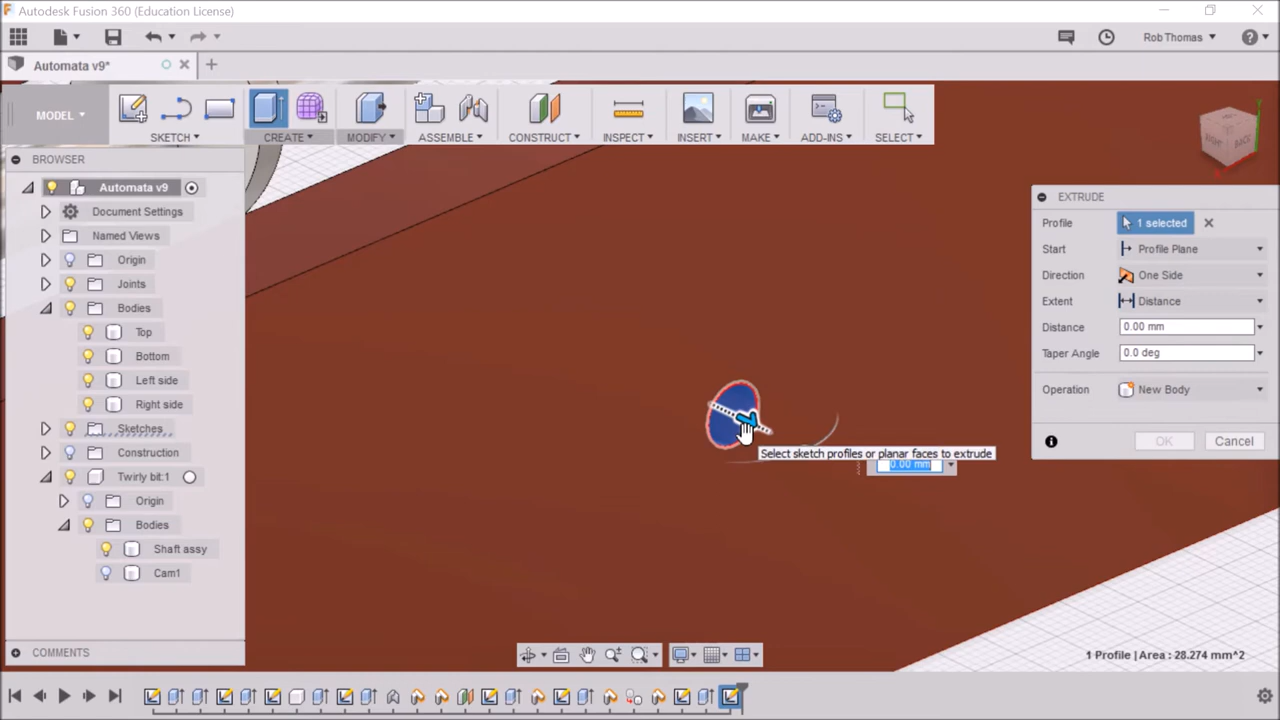 Autodesk Fusion 360 (Education License)
Rob Thomas
Automata v9*
MODEL
SKETCH
CREATE
MODIFY
ASSEMBLE
CONSTRUCT
INSPECT
INSERT
MAKE
ADD-INS
SELECT
BROWSER
Automata v9
Document Settings
Named Views
Origin
Joints
Bodies
Top
Bottom
Left side
Right side
Sketches
Construction
Twirly bit:1
Origin
Bodies
Shaft assy
Cam1
COMMENTS
EXTRUDE
Profile 1 selected
Start Profile Plane
Direction One Side
Extent Distance
Distance 0.00 mm
Taper Angle 0.0 deg
Operation New Body
OK Cancel
Select sketch profiles or planar faces to extrude
0.00 mm
1 Profile | Area : 28.274 mm^2